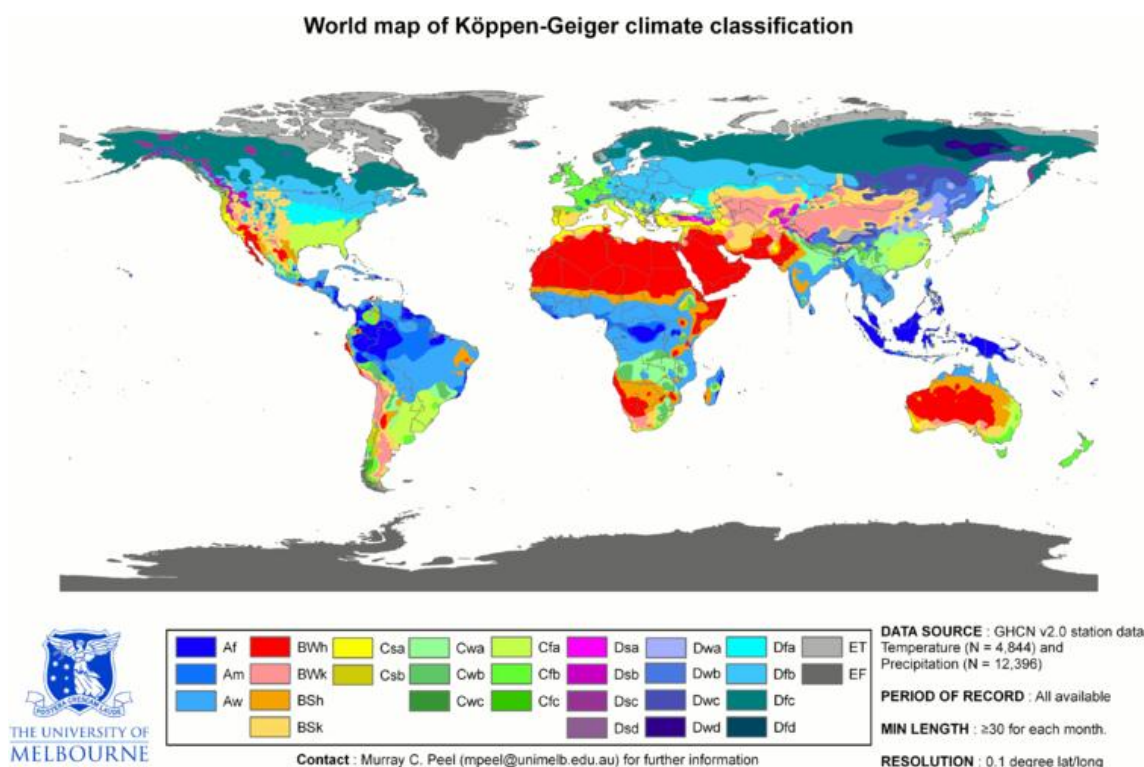 World map of Köppen-Geiger climate classification
THE UNIVERSITY OF
MELBOURNE
Af
Am
Aw
BWh
BWk
BSh
BSk
Csa
Csb
Cwa
Cwb
Cwc
Cfa
Cfb
Cfc
Dsa
Dsb
Dsc
Dsd
Dwa
Dwb
Dwc
Dwd
Dfa
Dfb
Dfc
Dfd
ET
EF
DATA SOURCE : GHCN v2.0 station data
Temperature (N = 4,844) and
Precipitation (N = 12,396)
PERIOD OF RECORD : All available
MIN LENGTH : ≥30 for each month.
RESOLUTION : 0.1 degree lat/long
Contact : Murray C. Peel (mpeel@unimelb.edu.au) for further information